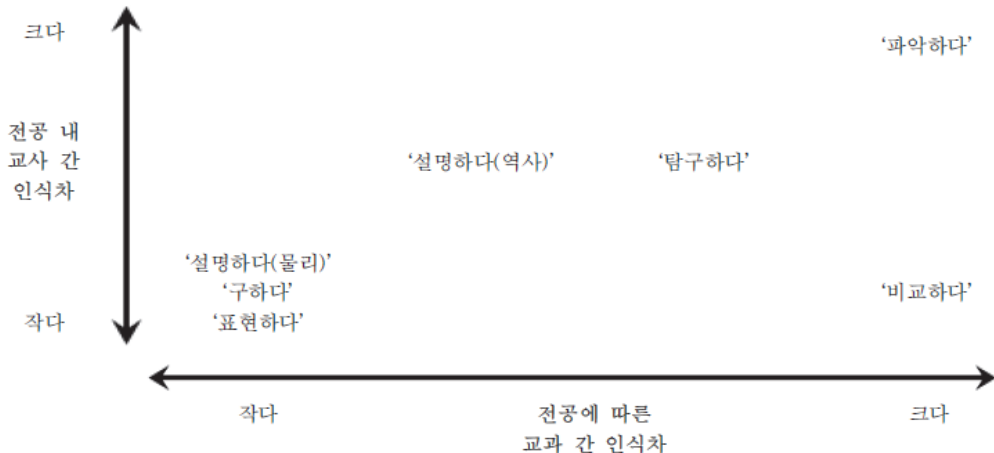 크다
‘파악하다’
전공 내
교사 간
인식차
‘설명하다(역사)’
‘탐구하다’
‘설명하다(물리)’
‘구하다’
‘비교하다’
작다
‘표현하다’
작다
전공에 따른
교과 간 인식차
크다